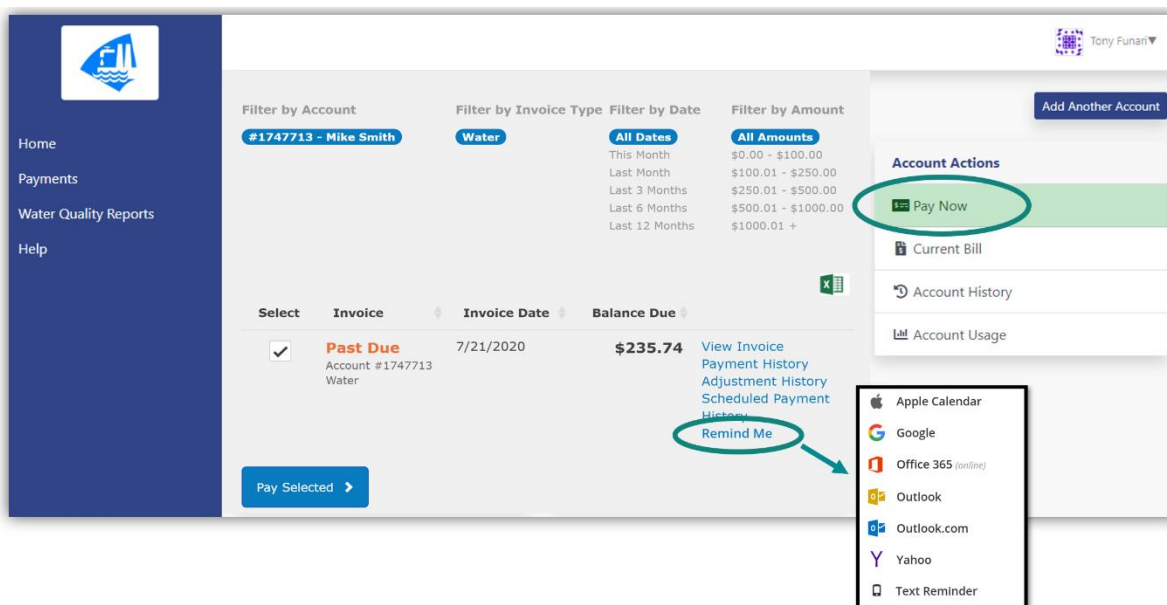 Tony Funari▼
Home
Payments
Water Quality Reports
Help
Filter by Account
#1747713 - Mike Smith
Filter by Invoice Type
Water
Filter by Date
All Dates
This Month
Last Month
Last 3 Months
Last 6 Months
Last 12 Months
Filter by Amount
All Amounts
$0.00 - $100.00
$100.01 - $250.00
$250.01 - $500.00
$500.01 - $1000.00
$1000.01 +
Select Invoice Invoice Date Balance Due
Past Due 7/21/2020 $235.74
Account #1747713
Water
View Invoice
Payment History
Adjustment History
Scheduled Payment
History
Remind Me
Pay Selected
Add Another Account
Account Actions
Pay Now
Current Bill
Account History
Account Usage
Apple Calendar
Google
Office 365 (online)
Outlook
Outlook.com
Yahoo
Text Reminder